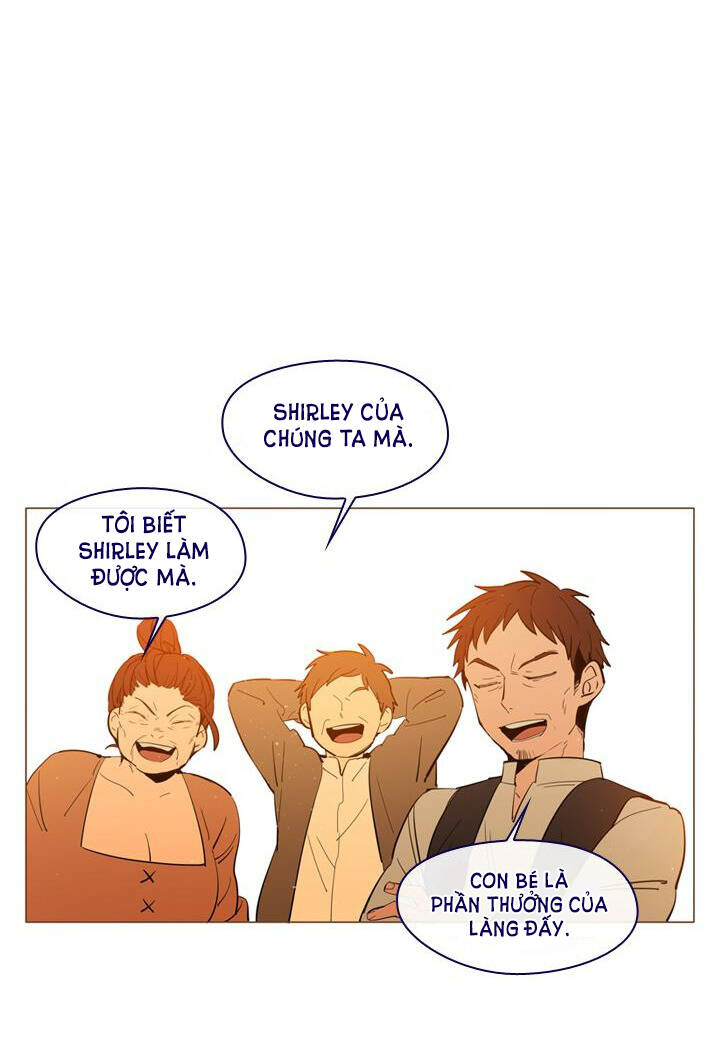 SHIRLEY CỦA
CHÚNG TA MÀ.
TÔI BIẾT
SHIRLEY LÀM
ĐƯỢC MÀ.
CON BÉ LÀ
PHẦN THƯỞNG CỦA
LÀNG ĐẤY.